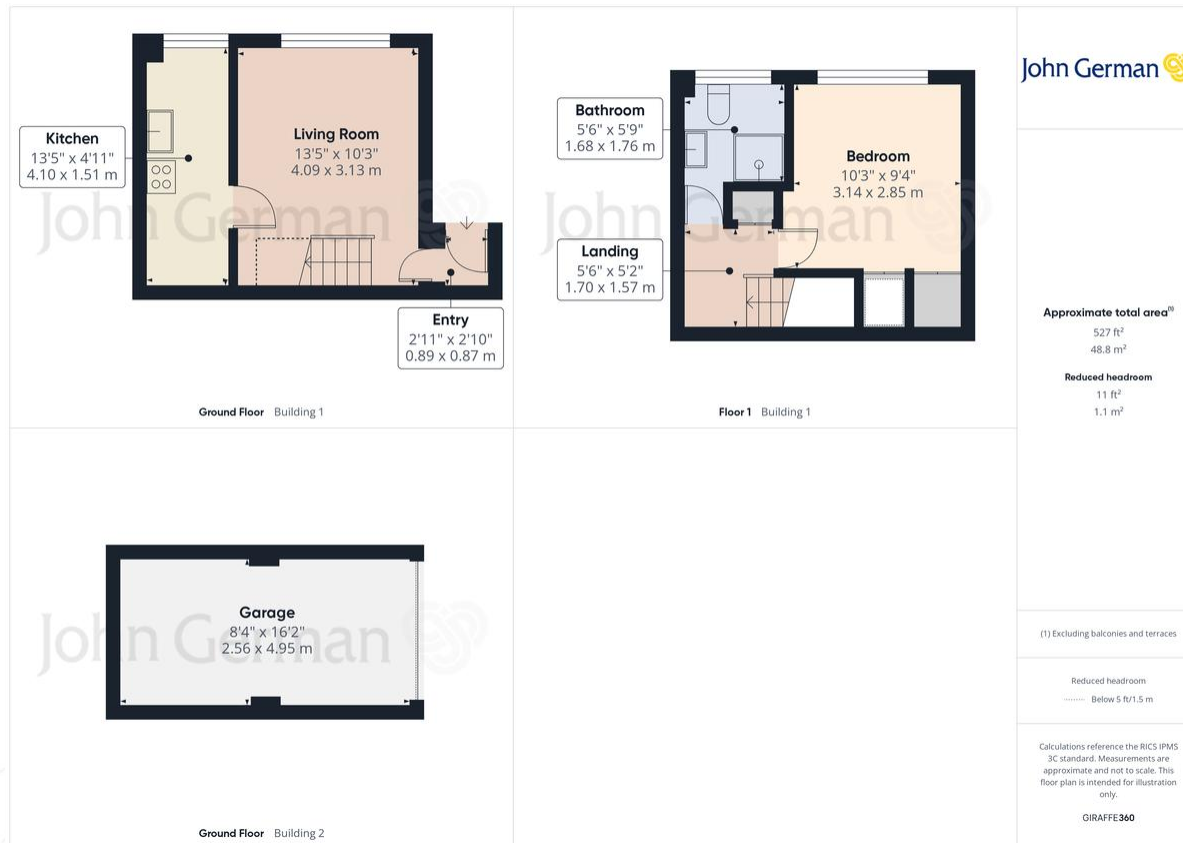 Kitchen
13'5" x 4'11"
4.10 x 1.51 m
Living Room
13'5" x 10'3"
4.09 x 3.13 m
John German
Entry
2'11" x 2'10"
0.89 x 0.87 m
Ground Floor Building 1
Bathroom
5'6" x 5'9"
1.68 x 1.76 m
Bedroom
10'3" x 9'4"
3.14 x 2.85 m
John German
Landing
5'6" x 5'2"
1.70 x 1.57 m
Floor 1 Building 1
Garage
8'4" x 16'2"
2.56 x 4.95 m
John German
Ground Floor Building 2
John German
Approximate total area(1)
527 ft²
48.8 m²
Reduced headroom
11 ft²
1.1 m²
(1) Excluding balconies and terraces
Reduced headroom
Below 5 ft/1.5 m
Calculations reference the RICS IPMS
3C standard. Measurements are
approximate and not to scale. This
floor plan is intended for illustration
only.
GIRAFFE360